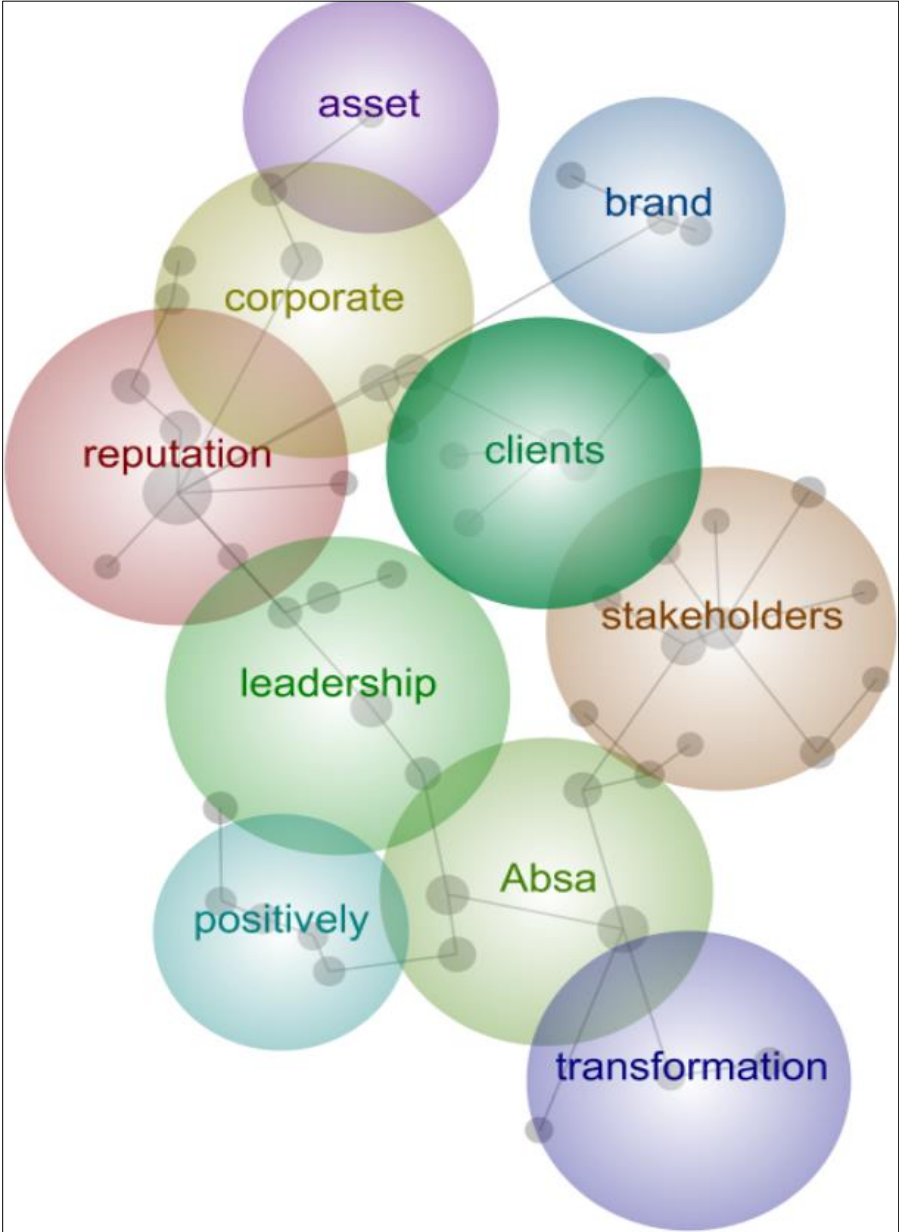 asset
brand
corporate
reputation
clients
stakeholders
leadership
Absa
positively
transformation